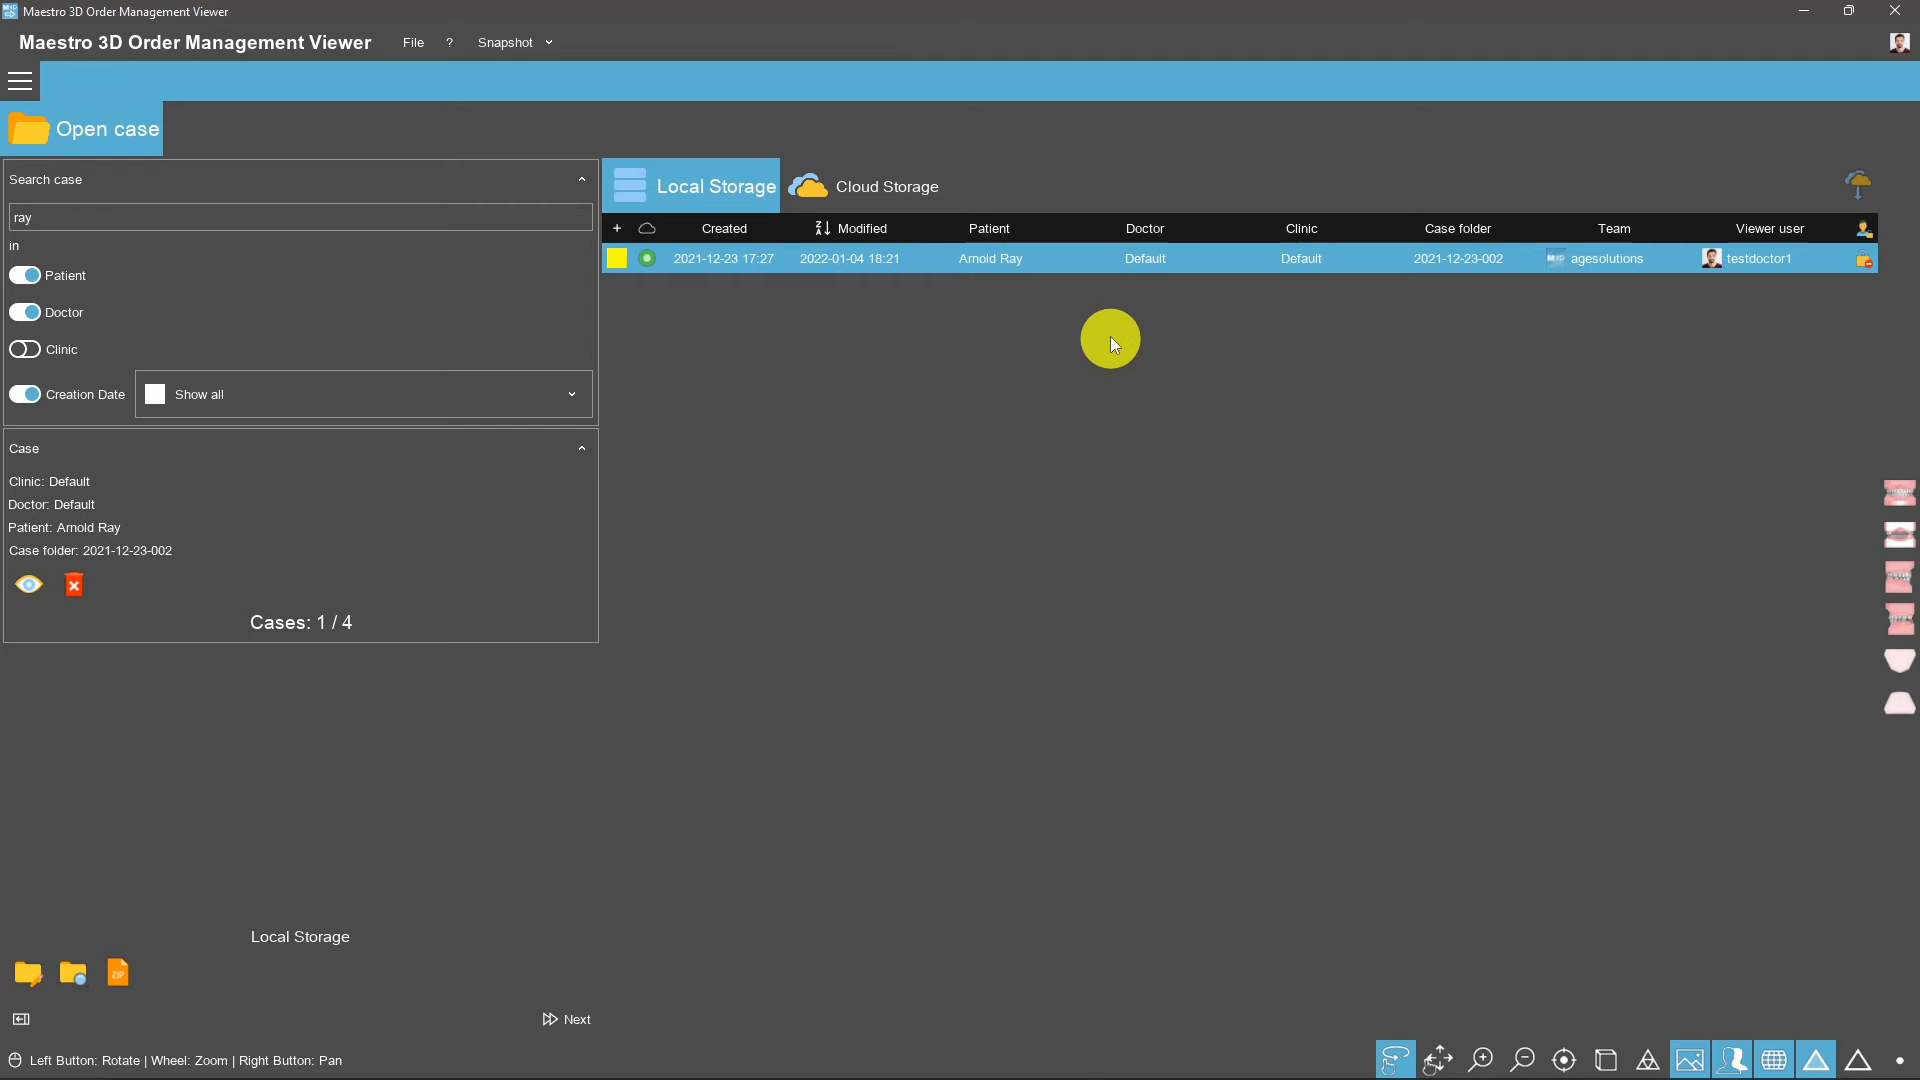 Maestro 3D Order Management Viewer
Maestro 3D Order Management Viewer File ? Snapshot
Open case
Search case
ray
in
Patient
Doctor
Clinic
Creation Date Show all
Case
Clinic: Default
Doctor: Default
Patient: Arnold Ray
Case folder: 2021-12-23-002
Cases: 1 / 4
Local Storage Cloud Storage
+ Created Modified Patient Doctor Clinic Case folder Team Viewer user
2021-12-23 17:27 2022-01-04 18:21 Arnold Ray Default Default 2021-12-23-002 agesolutions testdoctor1
Local Storage
ZIP
Next
Left Button: Rotate | Wheel: Zoom | Right Button: Pan